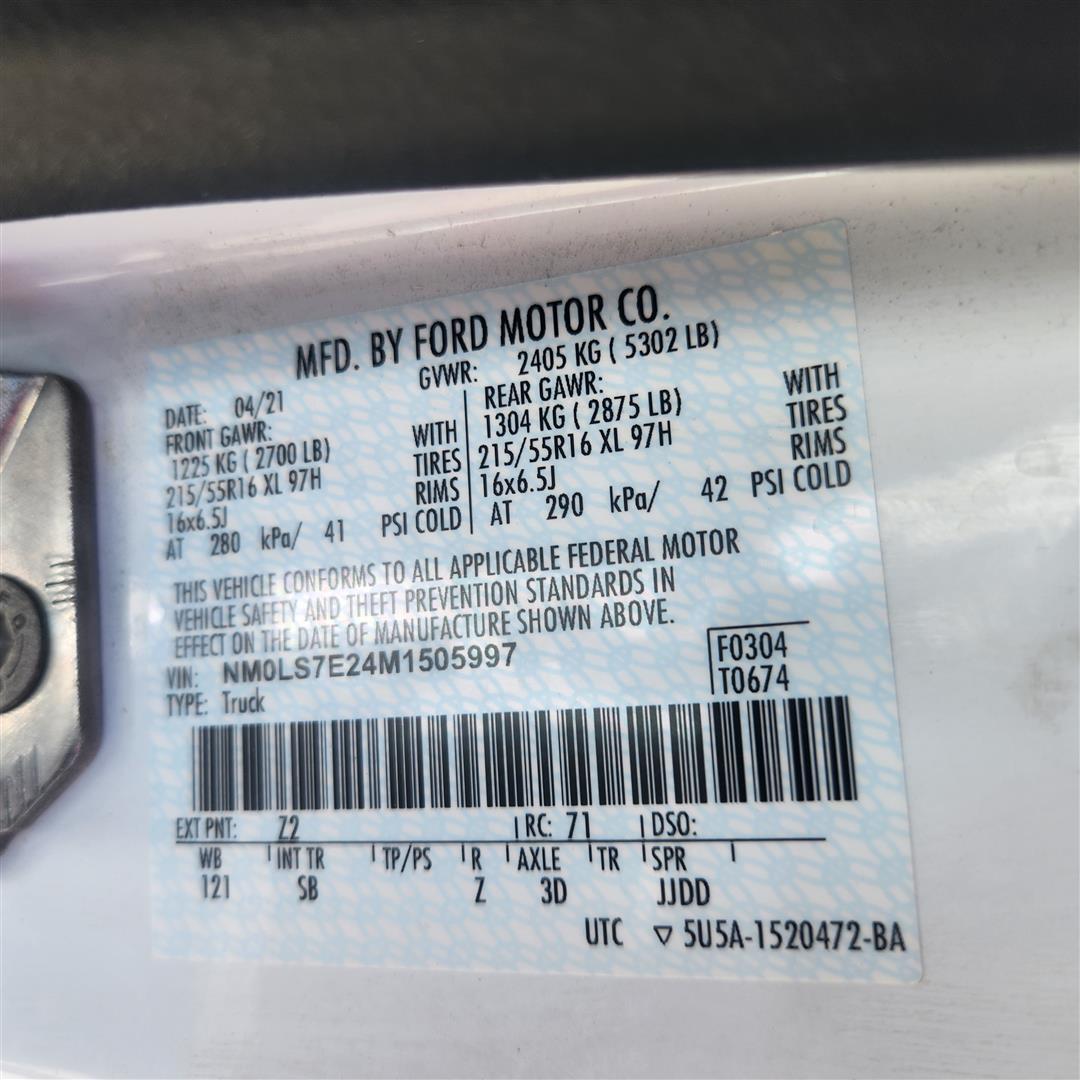 MFD. BY FORD MOTOR CO.
GVWR: 2405 KG ( 5302 LB)
DATE: 04/21
FRONT GAWR:
1225 KG ( 2700 LB) WITH
215/55R16 XL 97H TIRES
16x6.5J RIMS
AT 280 kPa/ 41 PSI COLD
REAR GAWR:
1304 KG ( 2875 LB) WITH
215/55R16 XL 97H TIRES
16x6.5J RIMS
AT 290 kPa/ 42 PSI COLD
THIS VEHICLE CONFORMS TO ALL APPLICABLE FEDERAL MOTOR
VEHICLE SAFETY AND THEFT PREVENTION STANDARDS IN
EFFECT ON THE DATE OF MANUFACTURE SHOWN ABOVE.
VIN: NM0LS7E24M1505997
TYPE: Truck
F0304
T0674
EXT PNT: Z2 RC: 71 DSO:
WB INT TR TP/PS R AXLE TR SPR
121 SB Z 3D JJDD
UTC ▽ 5U5A-1520472-BA